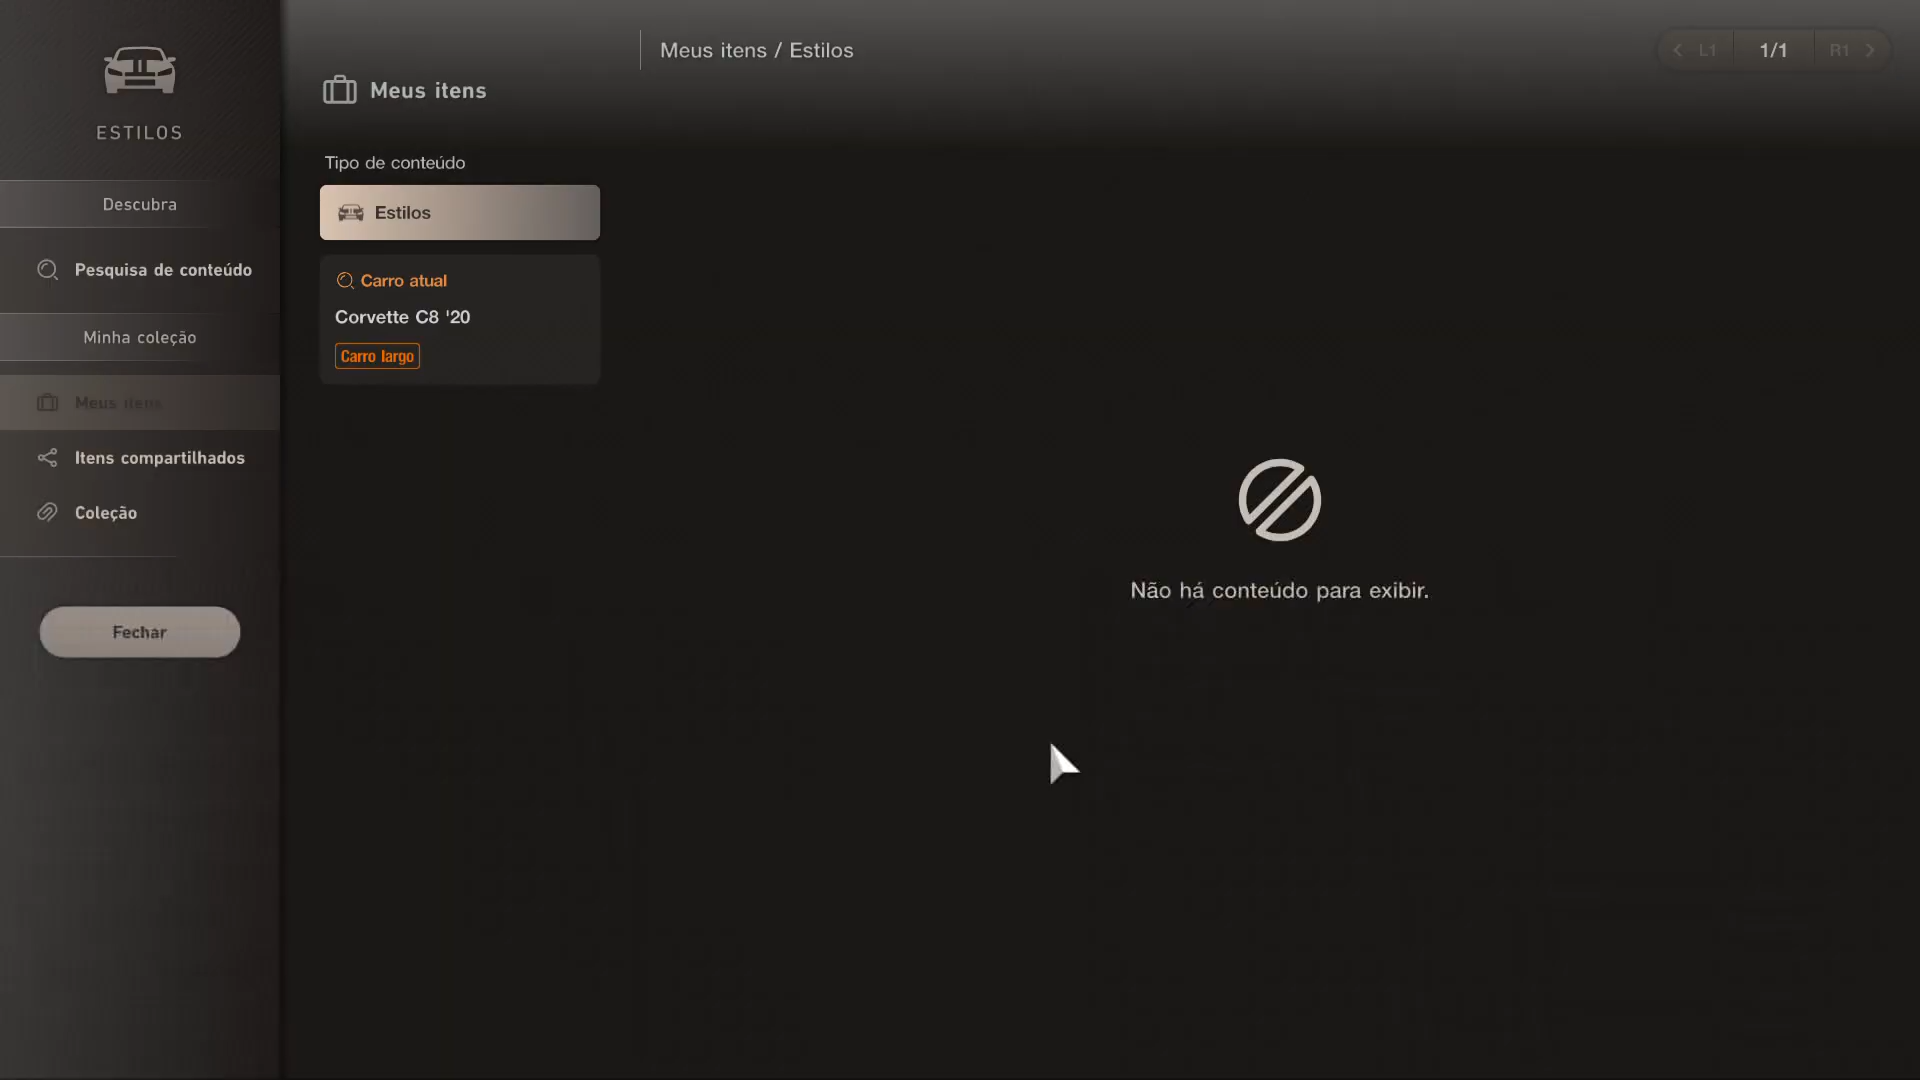 ESTILOS
Descubra
Pesquisa de conteúdo
Minha coleção
Meus itens
Itens compartilhados
Coleção
Fechar
Meus itens
Tipo de conteúdo
Estilos
Carro atual
Corvette C8 '20
Carro largo
Meus itens / Estilos
L1
1/1
R1
Não há conteúdo para exibir.